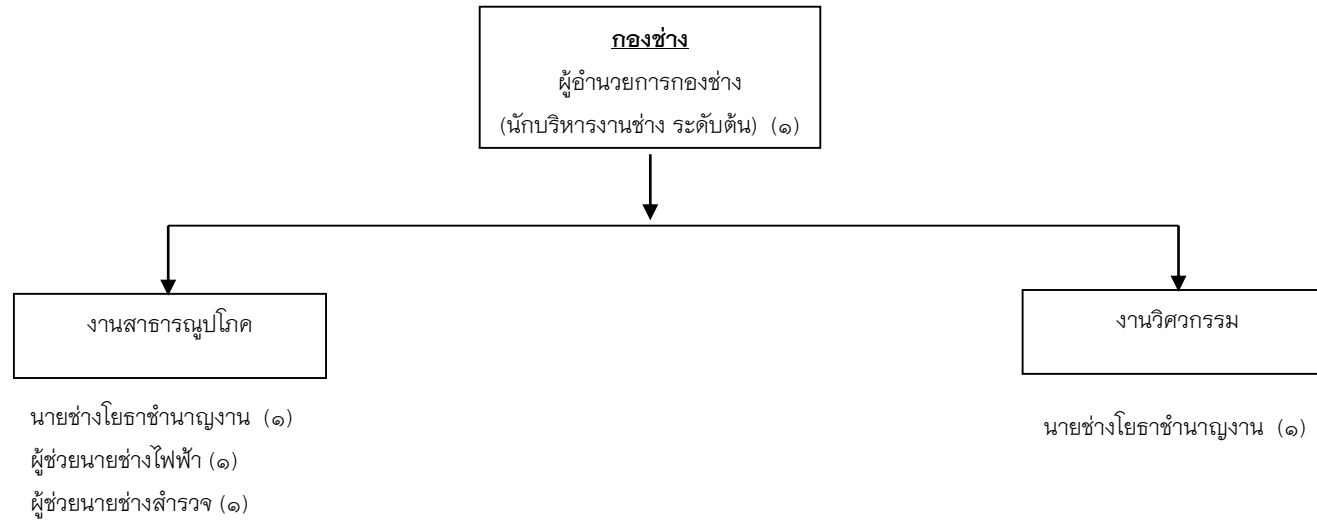 กองช่าง
ผู้อำนวยการกองช่าง
(นักบริหารงานช่าง ระดับต้น) (๑)
งานสาธารณูปโภค
นายช่างโยธาชำนาญงาน (๑)
ผู้ช่วยนายช่างไฟฟ้า (๑)
ผู้ช่วยนายช่างสำรวจ (๑)
งานวิศวกรรม
นายช่างโยธาชำนาญงาน (๑)